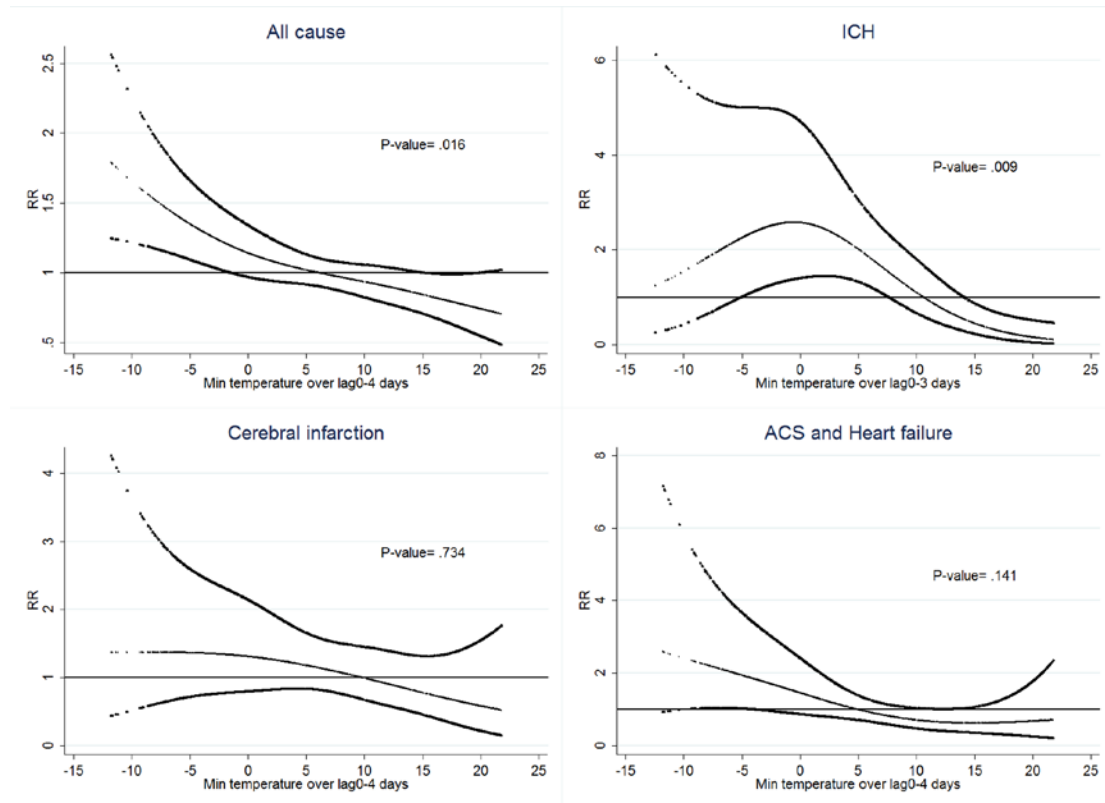 All cause
2.5
2
1.5
1
.5
RR
P-value= .016
-15 -10 -5 0 5 10 15 20 25
Min temperature over lag0-4 days
ICH
6
4
2
0
RR
P-value= .009
-15 -10 -5 0 5 10 15 20 25
Min temperature over lag0-3 days
Cerebral infarction
4
3
2
1
0
RR
P-value= .734
-15 -10 -5 0 5 10 15 20 25
Min temperature over lag0-4 days
ACS and Heart failure
8
6
4
2
0
RR
P-value= .141
-15 -10 -5 0 5 10 15 20 25
Min temperature over lag0-4 days